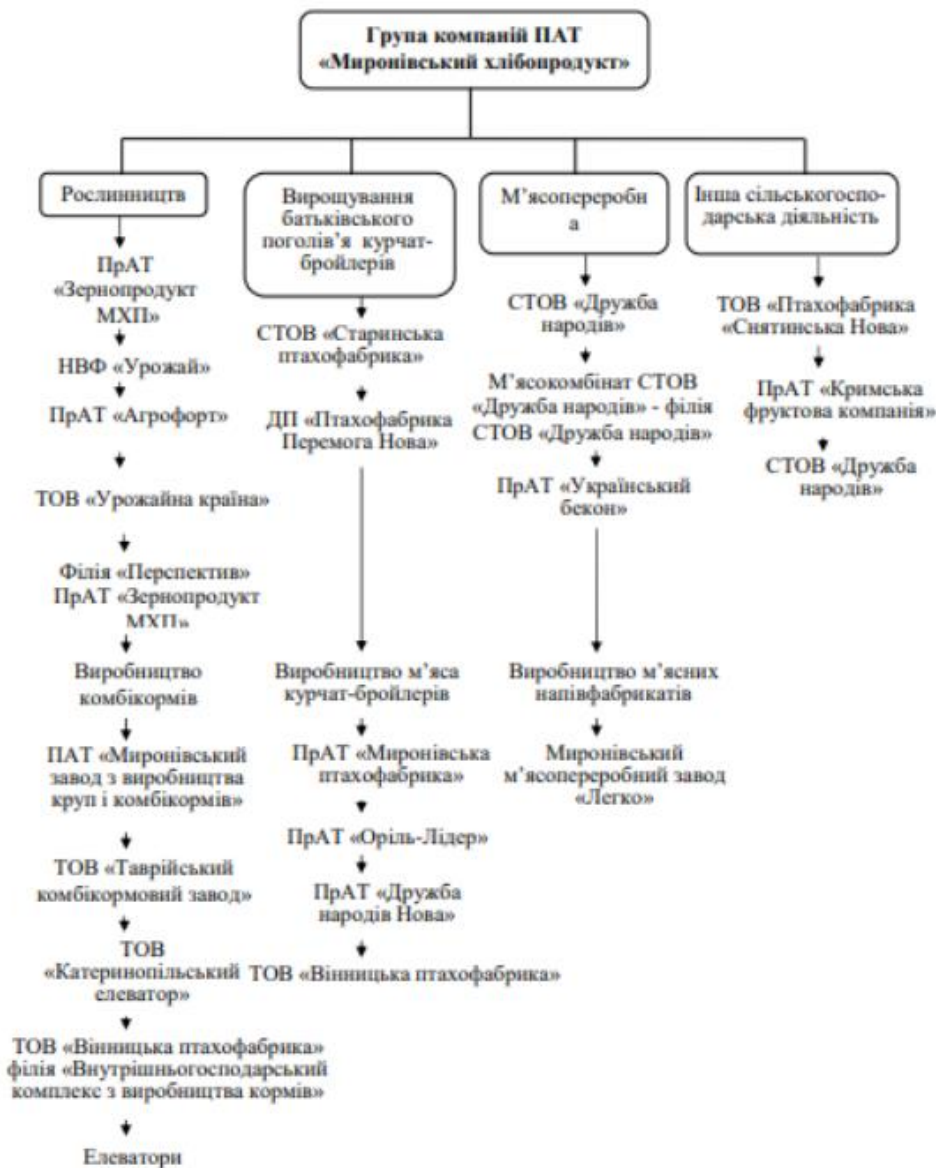 Група компаній ПАТ
«Миронівський хлібопродукт»
Рослинництв
ПрАТ
«Зернопродукт
МХП»
НВФ «Урожай»
ПрАТ «Агрофорт»
ТОВ «Урожайна країна»
Філія «Перспектив»
ПрАТ «Зернопродукт
МХП»
Виробництво
комбікормів
ПАТ «Миронівський
завод з виробництва
круп і комбікормів»
ТОВ «Таврійський
комбікормовий завод»
ТОВ
«Катеринопільський
елеватор»
ТОВ «Вінницька птахофабрика»
філія «Внутрішньогосподарський
комплекс з виробництва кормів»
Елеватори
Вирощування
батьківського
поголів’я курчат-
бройлерів
СТОВ «Старинська
птахофабрика»
ДП «Птахофабрика
Перемога Нова»
Виробництво м’яса
курчат-бройлерів
ПрАТ «Миронівська
птахофабрика»
ПрАТ «Оріль-Лідер»
ПрАТ «Дружба
народів Нова»
ТОВ «Вінницька птахофабрика»
М’ясопереробн
а
СТОВ «Дружба
народів»
М’ясокомбінат СТОВ
«Дружба народів» - філія
СТОВ «Дружба народів»
ПрАТ «Український
бекон»
Виробництво м’ясних
напівфабрикатів
Миронівський
м’ясопереробний завод
«Легко»
Інша сільськогоспо-
дарська діяльність
ТОВ «Птахофабрика
«Снятинська Нова»
ПрАТ «Кримська
фруктова компанія»
СТОВ «Дружба
народів»